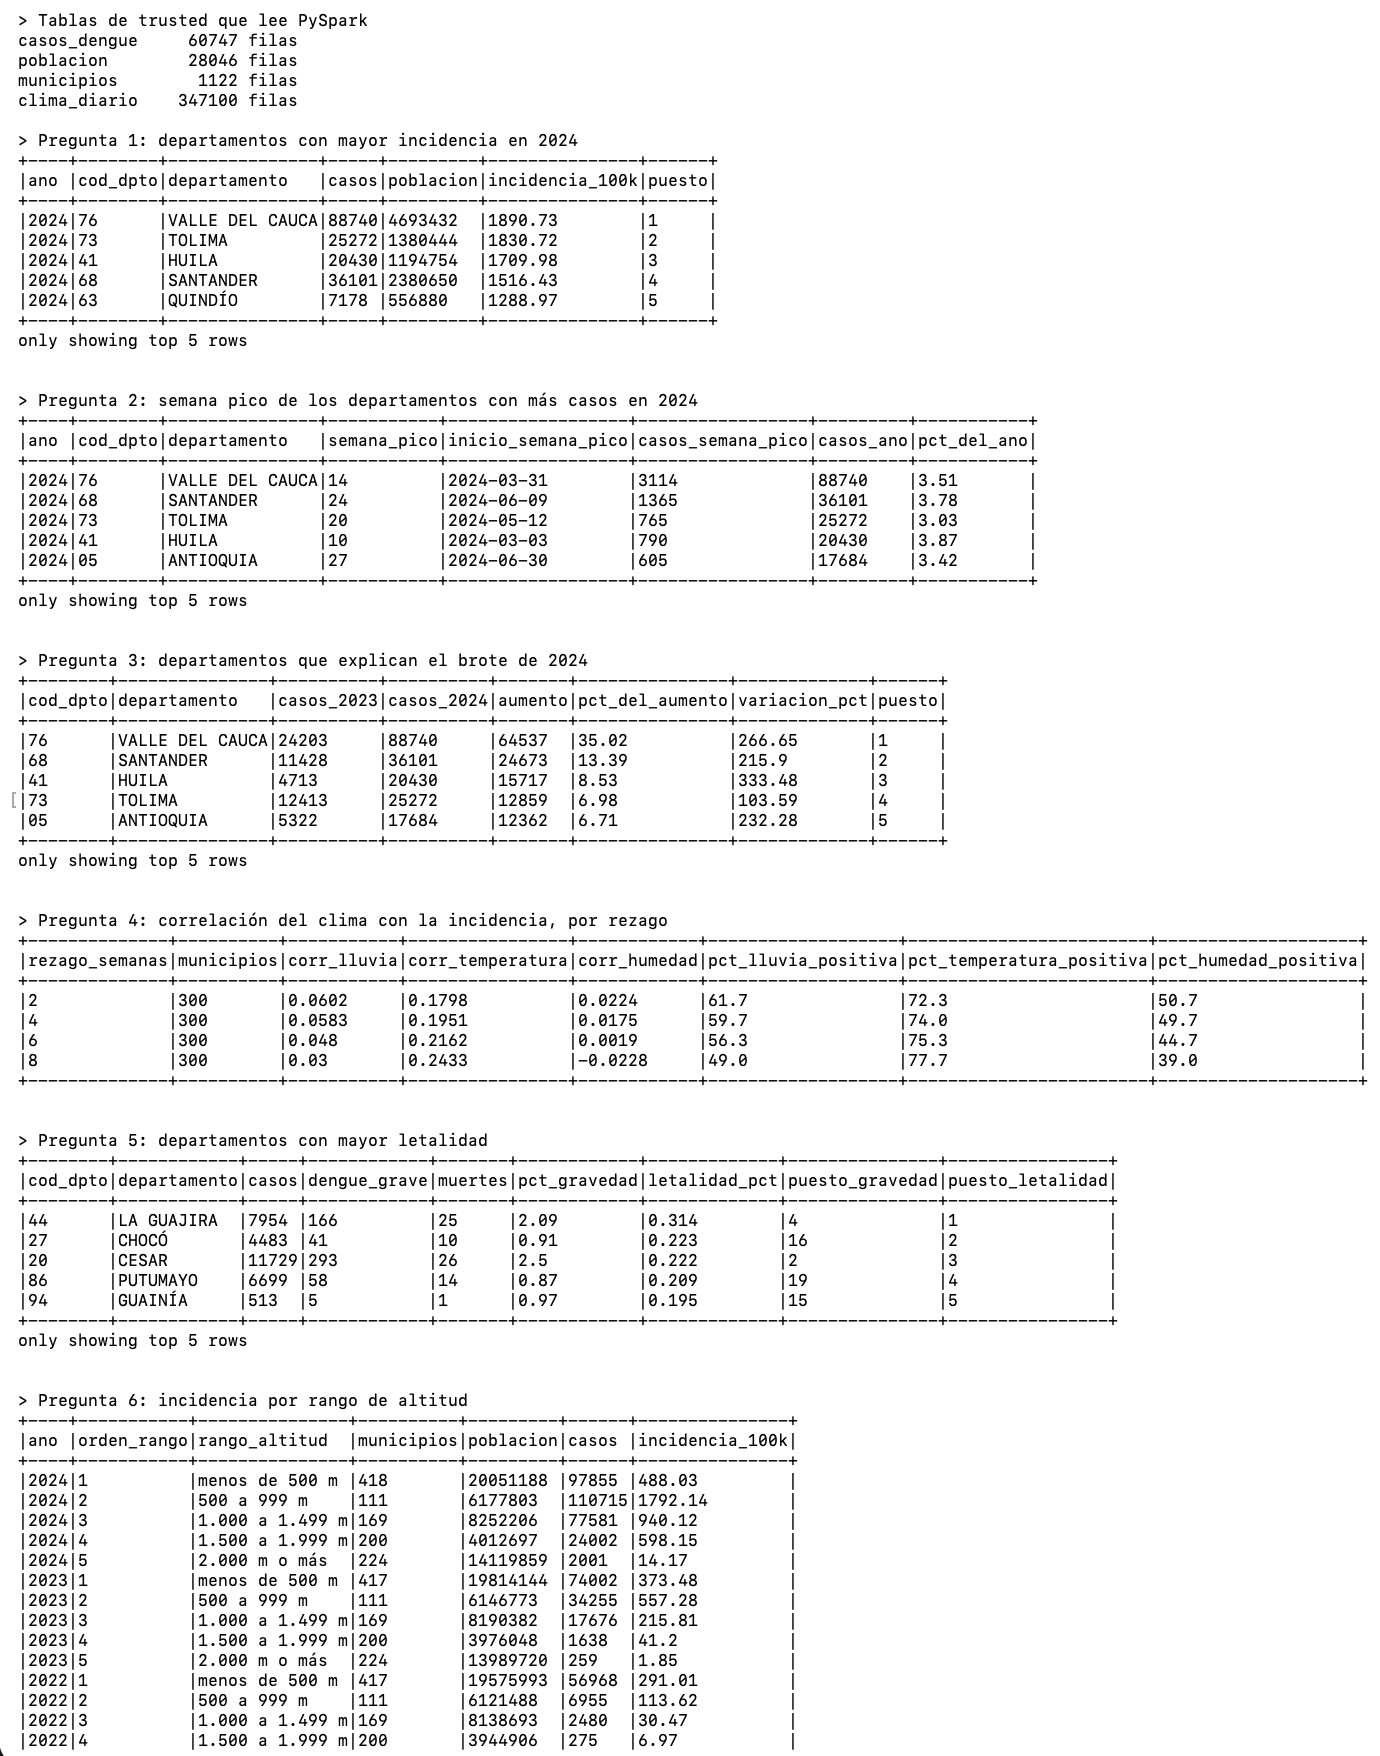 > Tablas de trusted que lee PySpark
casos_dengue     60747 filas
poblacion        28046 filas
municipios        1122 filas
clima_diario    347100 filas
> Pregunta 1: departamentos con mayor incidencia en 2024
+----+--------+---------------+-----+---------+---------------+------+
|ano |cod_dpto|departamento   |casos|poblacion|incidencia_100k|puesto|
+----+--------+---------------+-----+---------+---------------+------+
|2024|76      |VALLE DEL CAUCA|88740|4693432  |1890.73        |1     |
|2024|73      |TOLIMA         |25272|1380444  |1830.72        |2     |
|2024|41      |HUILA          |20430|1194754  |1709.98        |3     |
|2024|68      |SANTANDER      |36101|2380650  |1516.43        |4     |
|2024|63      |QUINDÍO        |7178 |556880   |1288.97        |5     |
+----+--------+---------------+-----+---------+---------------+------+
only showing top 5 rows
> Pregunta 2: semana pico de los departamentos con más casos en 2024
+----+--------+---------------+-----------+------------------+-----------------+---------+-----------+
|ano |cod_dpto|departamento   |semana_pico|inicio_semana_pico|casos_semana_pico|casos_ano|pct_del_ano|
+----+--------+---------------+-----------+------------------+-----------------+---------+-----------+
|2024|76      |VALLE DEL CAUCA|14         |2024-03-31        |3114             |88740    |3.51       |
|2024|68      |SANTANDER      |24         |2024-06-09        |1365             |36101    |3.78       |
|2024|73      |TOLIMA         |20         |2024-05-12        |765              |25272    |3.03       |
|2024|41      |HUILA          |10         |2024-03-03        |790              |20430    |3.87       |
|2024|05      |ANTIOQUIA      |27         |2024-06-30        |605              |17684    |3.42       |
+----+--------+---------------+-----------+------------------+-----------------+---------+-----------+
only showing top 5 rows
> Pregunta 3: departamentos que explican el brote de 2024
+--------+---------------+----------+----------+-------+---------------+-------------+------+
|cod_dpto|departamento   |casos_2023|casos_2024|aumento|pct_del_aumento|variacion_pct|puesto|
+--------+---------------+----------+----------+-------+---------------+-------------+------+
|76      |VALLE DEL CAUCA|24203     |88740     |64537  |35.02          |266.65       |1     |
|68      |SANTANDER      |11428     |36101     |24673  |13.39          |215.9        |2     |
|41      |HUILA          |4713      |20430     |15717  |8.53           |333.48       |3     |
[|73      |TOLIMA         |12413     |25272     |12859  |6.98           |103.59       |4     |
|05      |ANTIOQUIA      |5322      |17684     |12362  |6.71           |232.28       |5     |
+--------+---------------+----------+----------+-------+---------------+-------------+------+
only showing top 5 rows
> Pregunta 4: correlación del clima con la incidencia, por rezago
+--------------+----------+-----------+----------------+------------+-------------------+------------------------+--------------------+
|rezago_semanas|municipios|corr_lluvia|corr_temperatura|corr_humedad|pct_lluvia_positiva|pct_temperatura_positiva|pct_humedad_positiva|
+--------------+----------+-----------+----------------+------------+-------------------+------------------------+--------------------+
|2             |300       |0.0602     |0.1798          |0.0224      |61.7               |72.3                    |50.7                |
|4             |300       |0.0583     |0.1951          |0.0175      |59.7               |74.0                    |49.7                |
|6             |300       |0.048      |0.2162          |0.0019      |56.3               |75.3                    |44.7                |
|8             |300       |0.03       |0.2433          |-0.0228     |49.0               |77.7                    |39.0                |
+--------------+----------+-----------+----------------+------------+-------------------+------------------------+--------------------+
> Pregunta 5: departamentos con mayor letalidad
+--------+------------+-----+------------+-------+------------+-------------+---------------+----------------+
|cod_dpto|departamento|casos|dengue_grave|muertes|pct_gravedad|letalidad_pct|puesto_gravedad|puesto_letalidad|
+--------+------------+-----+------------+-------+------------+-------------+---------------+----------------+
|44      |LA GUAJIRA  |7954 |166         |25     |2.09        |0.314        |4              |1               |
|27      |CHOCÓ       |4483 |41          |10     |0.91        |0.223        |16             |2               |
|20      |CESAR       |11729|293         |26     |2.5         |0.222        |2              |3               |
|86      |PUTUMAYO    |6699 |58          |14     |0.87        |0.209        |19             |4               |
|94      |GUAINÍA     |513  |5           |1      |0.97        |0.195        |15             |5               |
+--------+------------+-----+------------+-------+------------+-------------+---------------+----------------+
only showing top 5 rows
> Pregunta 6: incidencia por rango de altitud
+----+-----------+---------------+----------+---------+------+---------------+
|ano |orden_rango|rango_altitud  |municipios|poblacion|casos |incidencia_100k|
+----+-----------+---------------+----------+---------+------+---------------+
|2024|1          |menos de 500 m |418       |20051188 |97855 |488.03         |
|2024|2          |500 a 999 m    |111       |6177803  |110715|1792.14        |
|2024|3          |1.000 a 1.499 m|169       |8252206  |77581 |940.12         |
|2024|4          |1.500 a 1.999 m|200       |4012697  |24002 |598.15         |
|2024|5          |2.000 m o más  |224       |14119859 |2001  |14.17          |
|2023|1          |menos de 500 m |417       |19814144 |74002 |373.48         |
|2023|2          |500 a 999 m    |111       |6146773  |34255 |557.28         |
|2023|3          |1.000 a 1.499 m|169       |8190382  |17676 |215.81         |
|2023|4          |1.500 a 1.999 m|200       |3976048  |1638  |41.2           |
|2023|5          |2.000 m o más  |224       |13989720 |259   |1.85           |
|2022|1          |menos de 500 m |417       |19575993 |56968 |291.01         |
|2022|2          |500 a 999 m    |111       |6121488  |6955  |113.62         |
|2022|3          |1.000 a 1.499 m|169       |8138693  |2480  |30.47          |
|2022|4          |1.500 a 1.999 m|200       |3944906  |275   |6.97           |